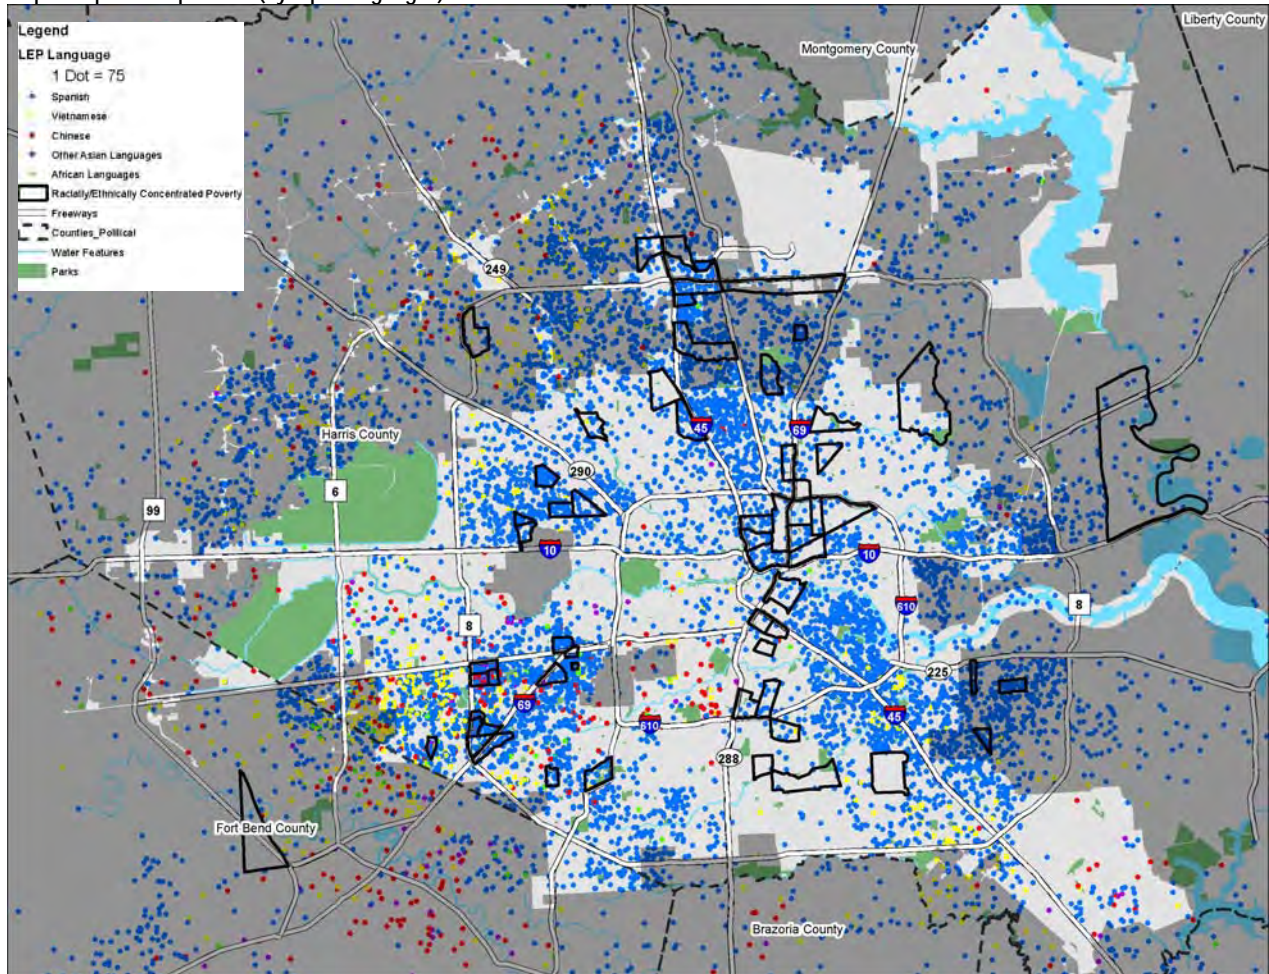 Legend
LEP Language
1 Dot = 75
Spanish
Vietnamese
Chinese
Other Asian Languages
African Languages
Racially/Ethnically Concentrated Poverty
Freeways
Counties_Political
Water Features
Parks
Liberty County
Montgomery County
249
45
69
Harris County
290
6
99
10
10
8
610
8
225
69
610
45
288
Fort Bend County
Brazoria County